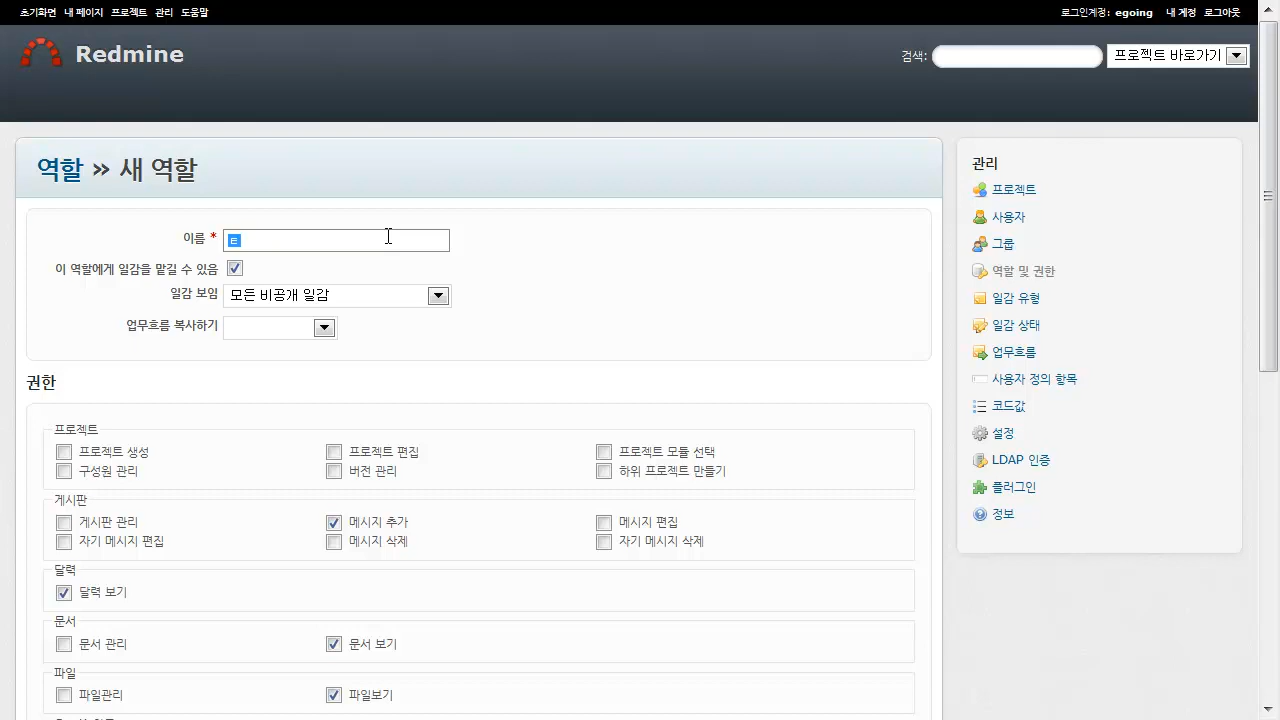 초기화면 내 페이지 프로젝트 관리 도움말
로그인계정: egoing 내 계정 로그아웃
Redmine
검색:
프로젝트 바로가기
역할 » 새 역할
이름 *
ㅌ
이 역할에게 일감을 맡길 수 있음
일감 보임
모든 비공개 일감
업무흐름 복사하기
권한
프로젝트
프로젝트 생성 프로젝트 편집 프로젝트 모듈 선택
구성원 관리 버전 관리 하위 프로젝트 만들기
게시판
게시판 관리 메시지 추가 메시지 편집
자기 메시지 편집 메시지 삭제 자기 메시지 삭제
달력
달력 보기
문서
문서 관리 문서 보기
파일
파일관리 파일보기
관리
프로젝트
사용자
그룹
역할 및 권한
일감 유형
일감 상태
업무흐름
사용자 정의 항목
코드값
설정
LDAP 인증
플러그인
정보